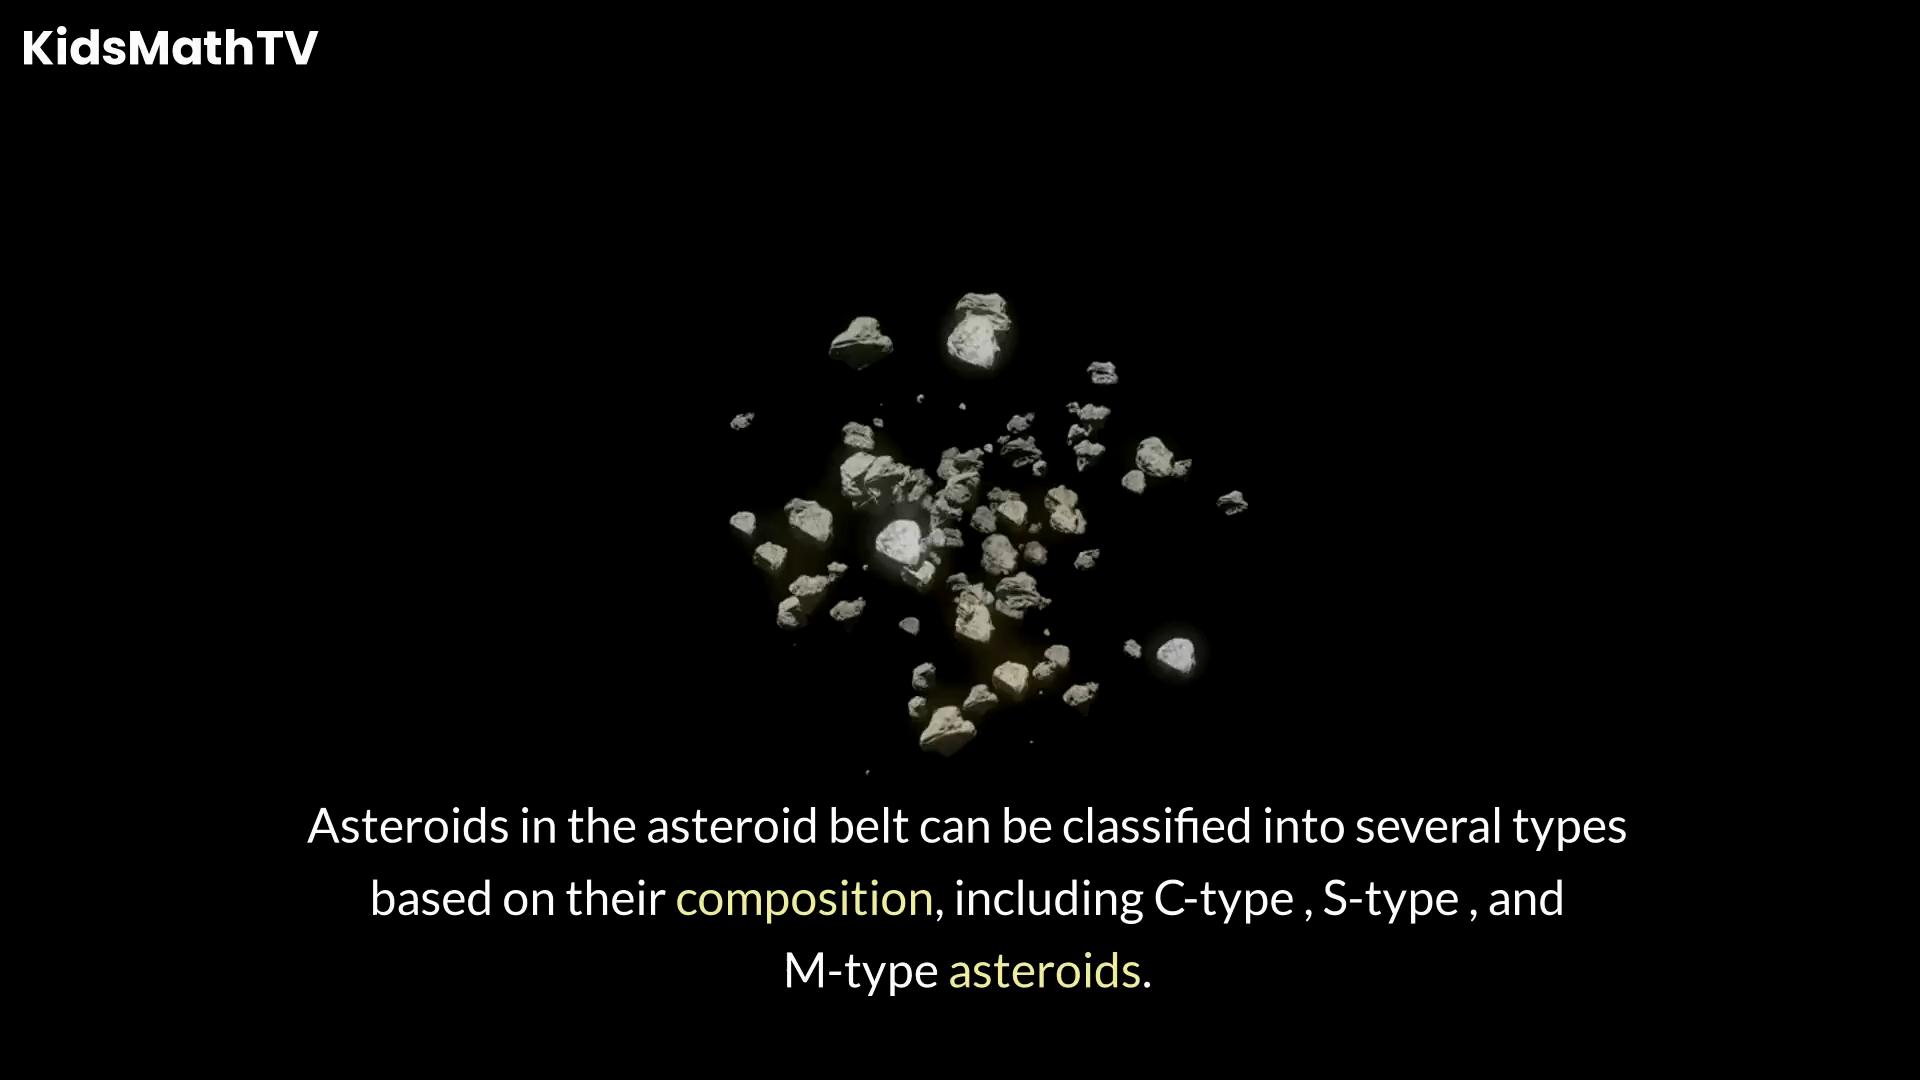 KidsMathTV
Asteroids in the asteroid belt can be classified into several types
based on their composition, including C-type , S-type , and
M-type asteroids.